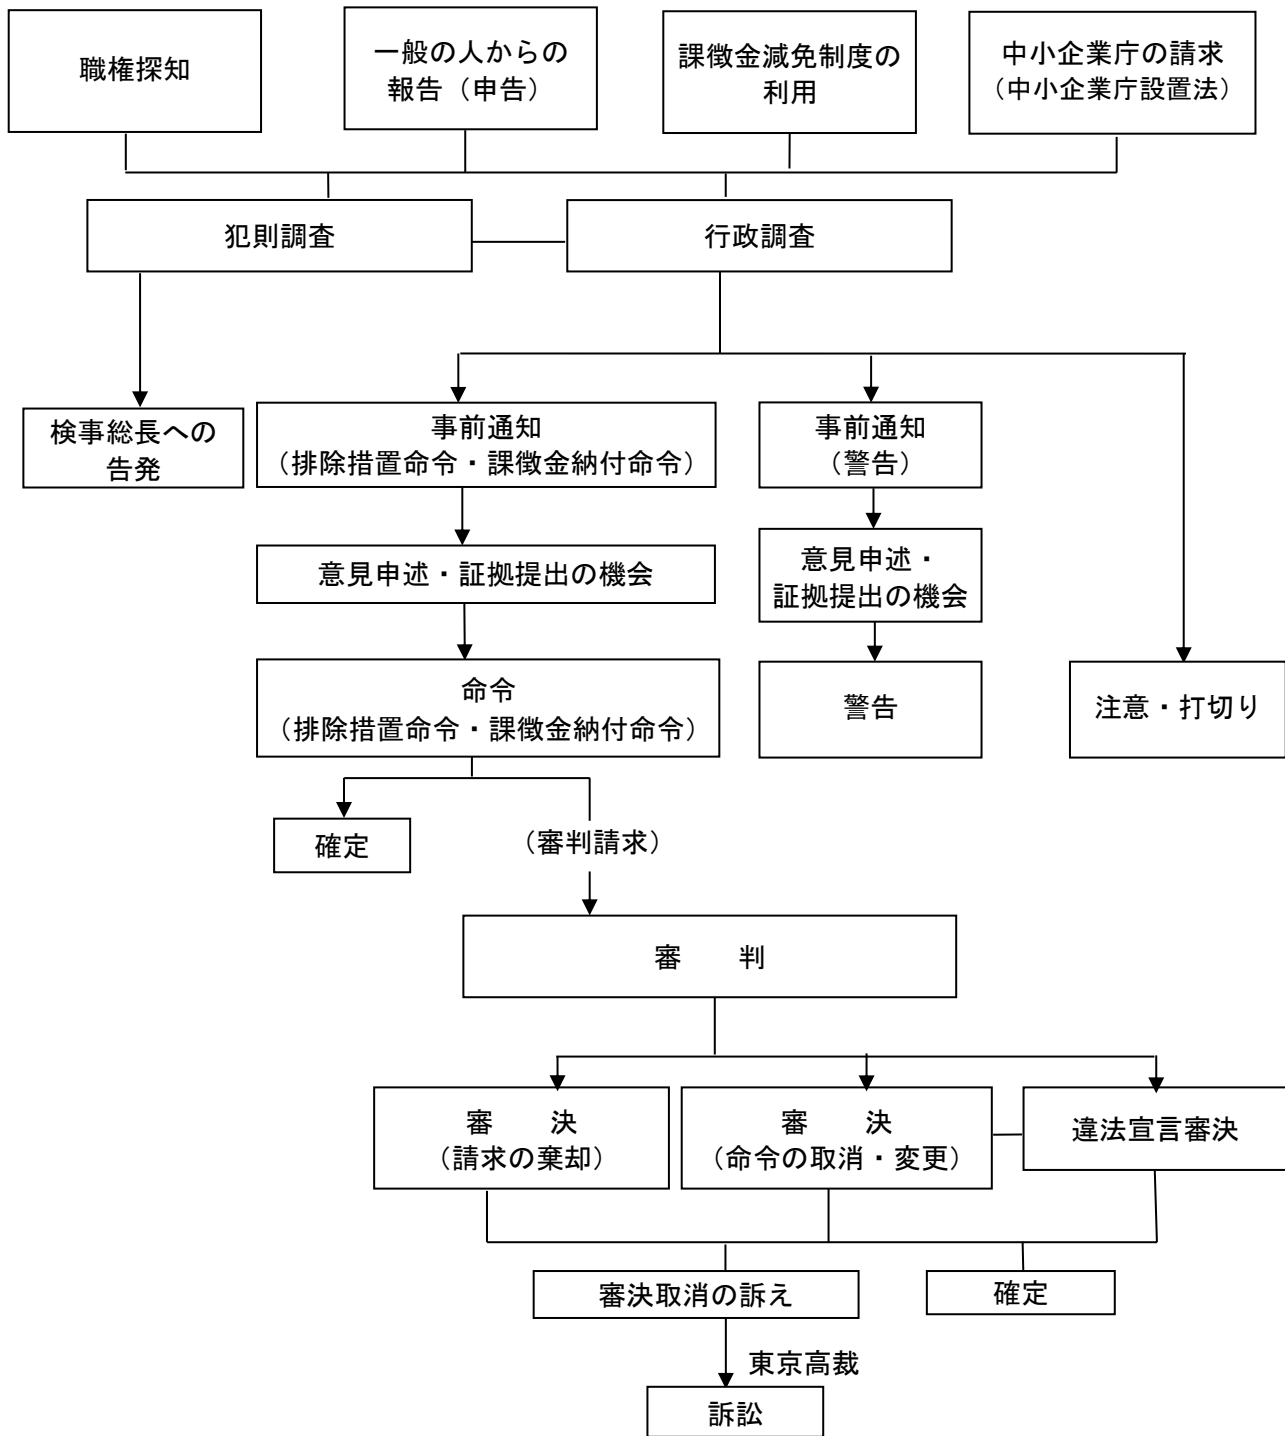 職権探知
一般の人からの
報告（申告）
課徴金減免制度の
利用
中小企業庁の請求
（中小企業庁設置法）
犯則調査
行政調査
検事総長への
告発
事前通知
（排除措置命令・課徴金納付命令）
事前通知
（警告）
意見申述・証拠提出の機会
意見申述・
証拠提出の機会
命令
（排除措置命令・課徴金納付命令）
警告
注意・打切り
確定
（審判請求）
審　　判
審　　決
（請求の棄却）
審　　決
（命令の取消・変更）
違法宣言審決
審決取消の訴え
確定
東京高裁
訴訟